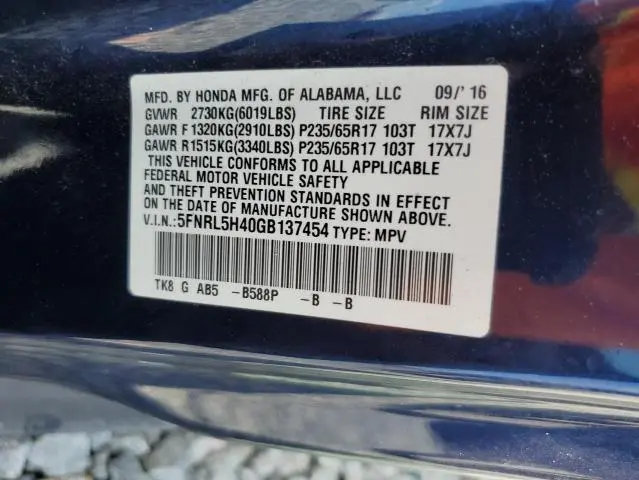 MFD. BY HONDA MFG. OF ALABAMA, LLC 09/'16
GVWR 2730KG(6019LBS) TIRE SIZE RIM SIZE
GAWR F 1320KG(2910LBS) P235/65R17 103T 17X7J
GAWR R1515KG(3340LBS) P235/65R17 103T 17X7J
THIS VEHICLE CONFORMS TO ALL APPLICABLE
FEDERAL MOTOR VEHICLE SAFETY
AND THEFT PREVENTION STANDARDS IN EFFECT
ON THE DATE OF MANUFACTURE SHOWN ABOVE.
V.I.N.: 5FNRL5H40GB137454 TYPE: MPV
TK8 G AB5 -B588P -B -B